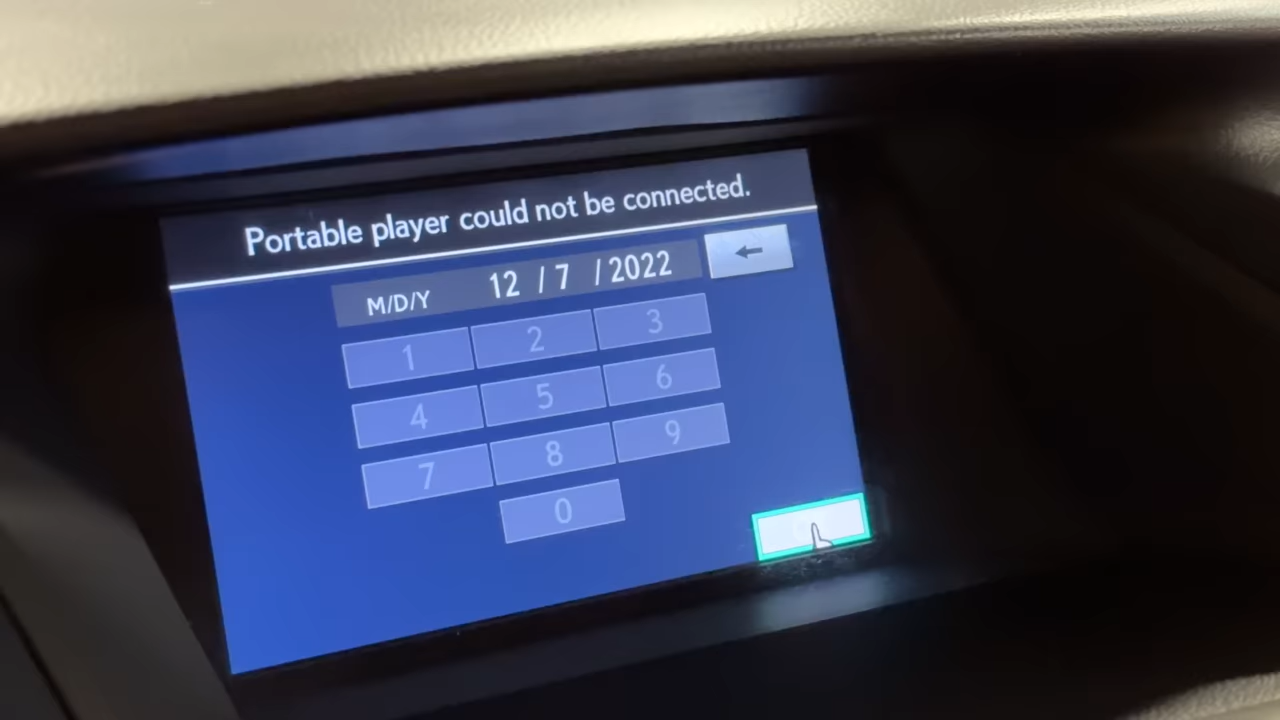 Portable player could not be connected.
M/D/Y 12 / 7 / 2022
1 2 3
4 5 6
7 8 9
0